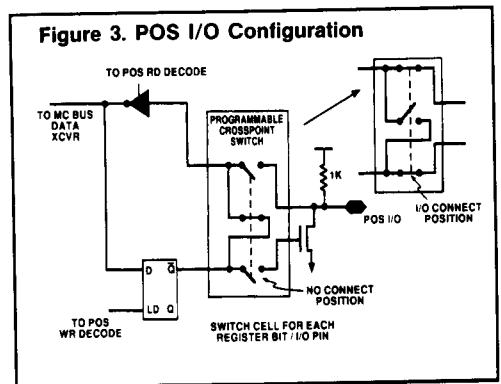 Figure 3. POS I/O Configuration
TO POS RD DECODE
TO MC BUS
DATA
XCVR
PROGRAMMABLE
CROSSPOINT
SWITCH
1K
POS I/O
I/O CONNECT
POSITION
D Q̅
LD Q
NO CONNECT
POSITION
TO POS
WR DECODE
SWITCH CELL FOR EACH
REGISTER BIT / I/O PIN